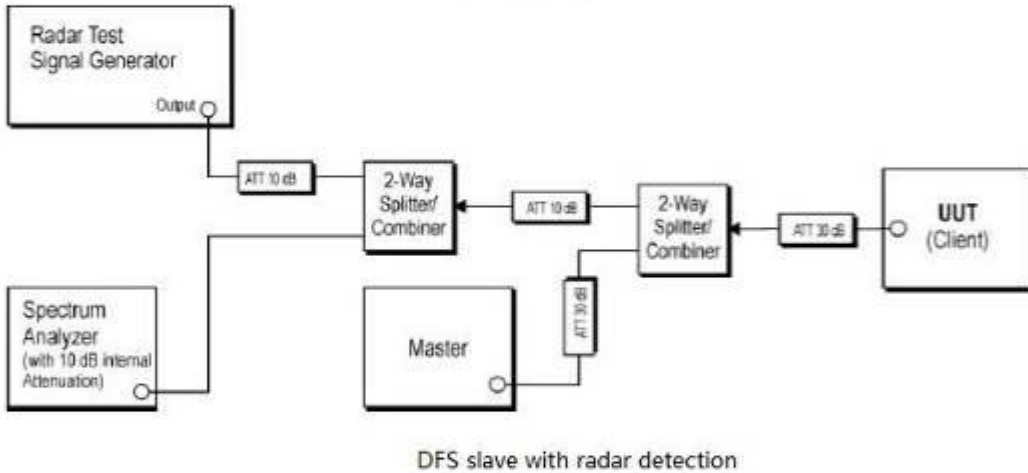 Radar Test
Signal Generator
Output
ATT 10 dB
2-Way
Splitter/
Combiner
ATT 10 dB
2-Way
Splitter/
Combiner
ATT 30 dB
UUT
(Client)
ATT 30 dB
Spectrum
Analyzer
(with 10 dB internal
Attenuation)
Master
DFS slave with radar detection